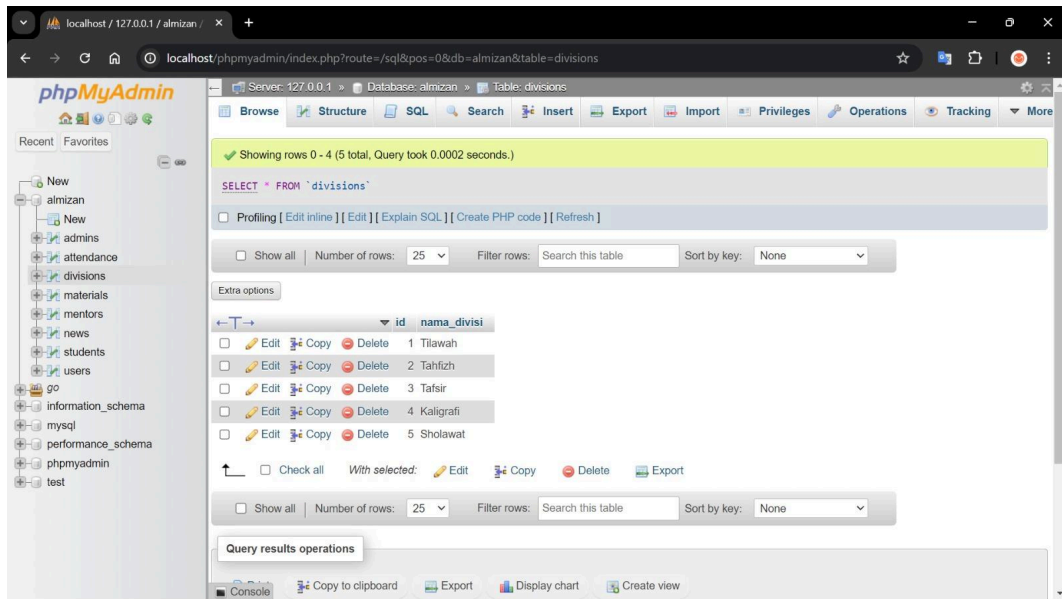 localhost / 127.0.0.1 / almizan /
localhost/phpmyadmin/index.php?route=/sql&pos=0&db=almizan&table=divisions
phpMyAdmin
Recent Favorites
New
almizan
New
admins
attendance
divisions
materials
mentors
news
students
users
go
information_schema
mysql
performance_schema
phpmyadmin
test
Server: 127.0.0.1 » Database: almizan » Table: divisions
Browse Structure SQL Search Insert Export Import Privileges Operations Tracking More
Showing rows 0 - 4 (5 total, Query took 0.0002 seconds.)
SELECT * FROM `divisions`
Profiling [ Edit inline ] [ Edit ] [ Explain SQL ] [ Create PHP code ] [ Refresh ]
Show all | Number of rows: 25 Filter rows: Search this table Sort by key: None
Extra options
id nama_divisi
Edit Copy Delete 1 Tilawah
Edit Copy Delete 2 Tahfizh
Edit Copy Delete 3 Tafsir
Edit Copy Delete 4 Kaligrafi
Edit Copy Delete 5 Sholawat
Check all With selected: Edit Copy Delete Export
Show all | Number of rows: 25 Filter rows: Search this table Sort by key: None
Query results operations
Copy to clipboard Export Display chart Create view
Console